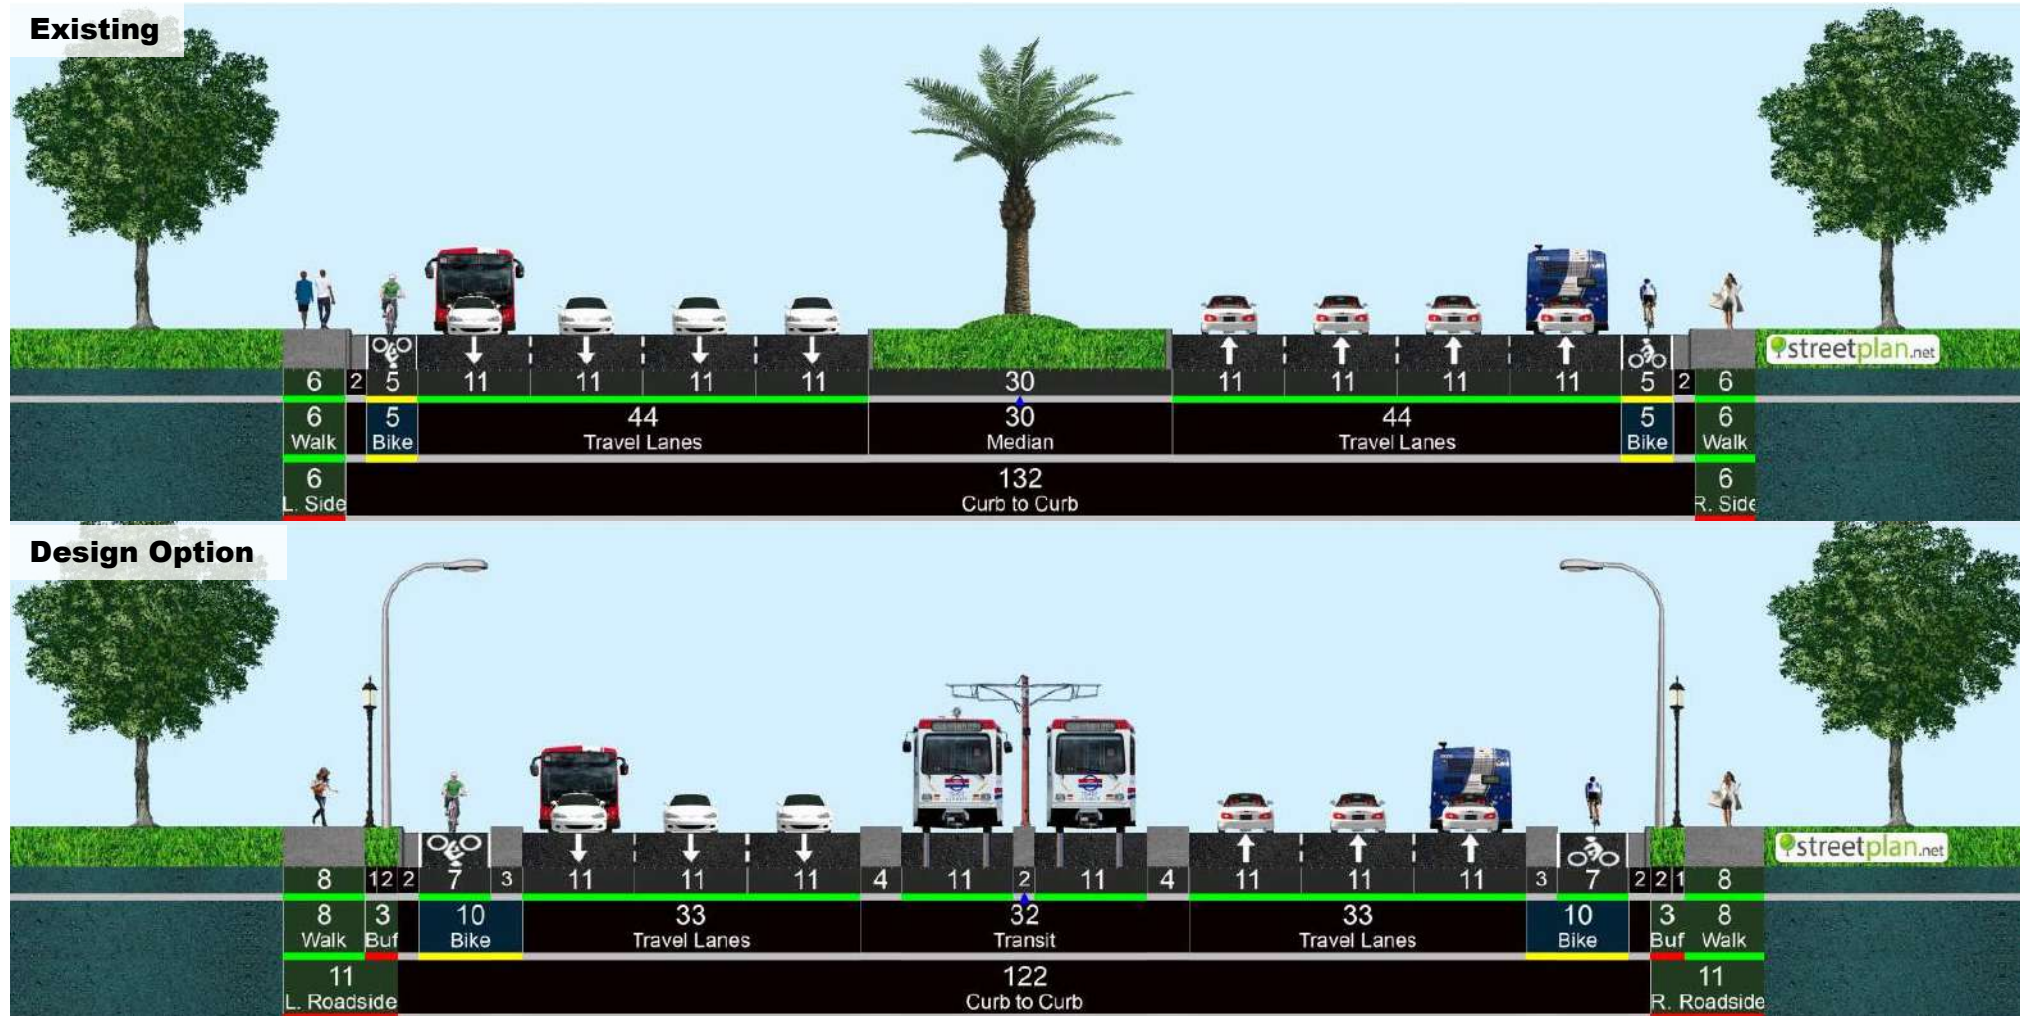 Existing
streetplan.net
6 2 5 11 11 11 11 30 11 11 11 11 5 2 6
6 5 44 30 44 5 6
Walk Bike Travel Lanes Median Travel Lanes Bike Walk
6 132 6
L. Side Curb to Curb R. Side
Design Option
streetplan.net
8 1 2 2 7 3 11 11 11 4 11 2 11 4 11 11 11 3 7 2 2 1 8
8 3 10 33 32 33 10 3 8
Walk Buf Bike Travel Lanes Transit Travel Lanes Bike Buf Walk
11 122 11
L. Roadside Curb to Curb R. Roadside